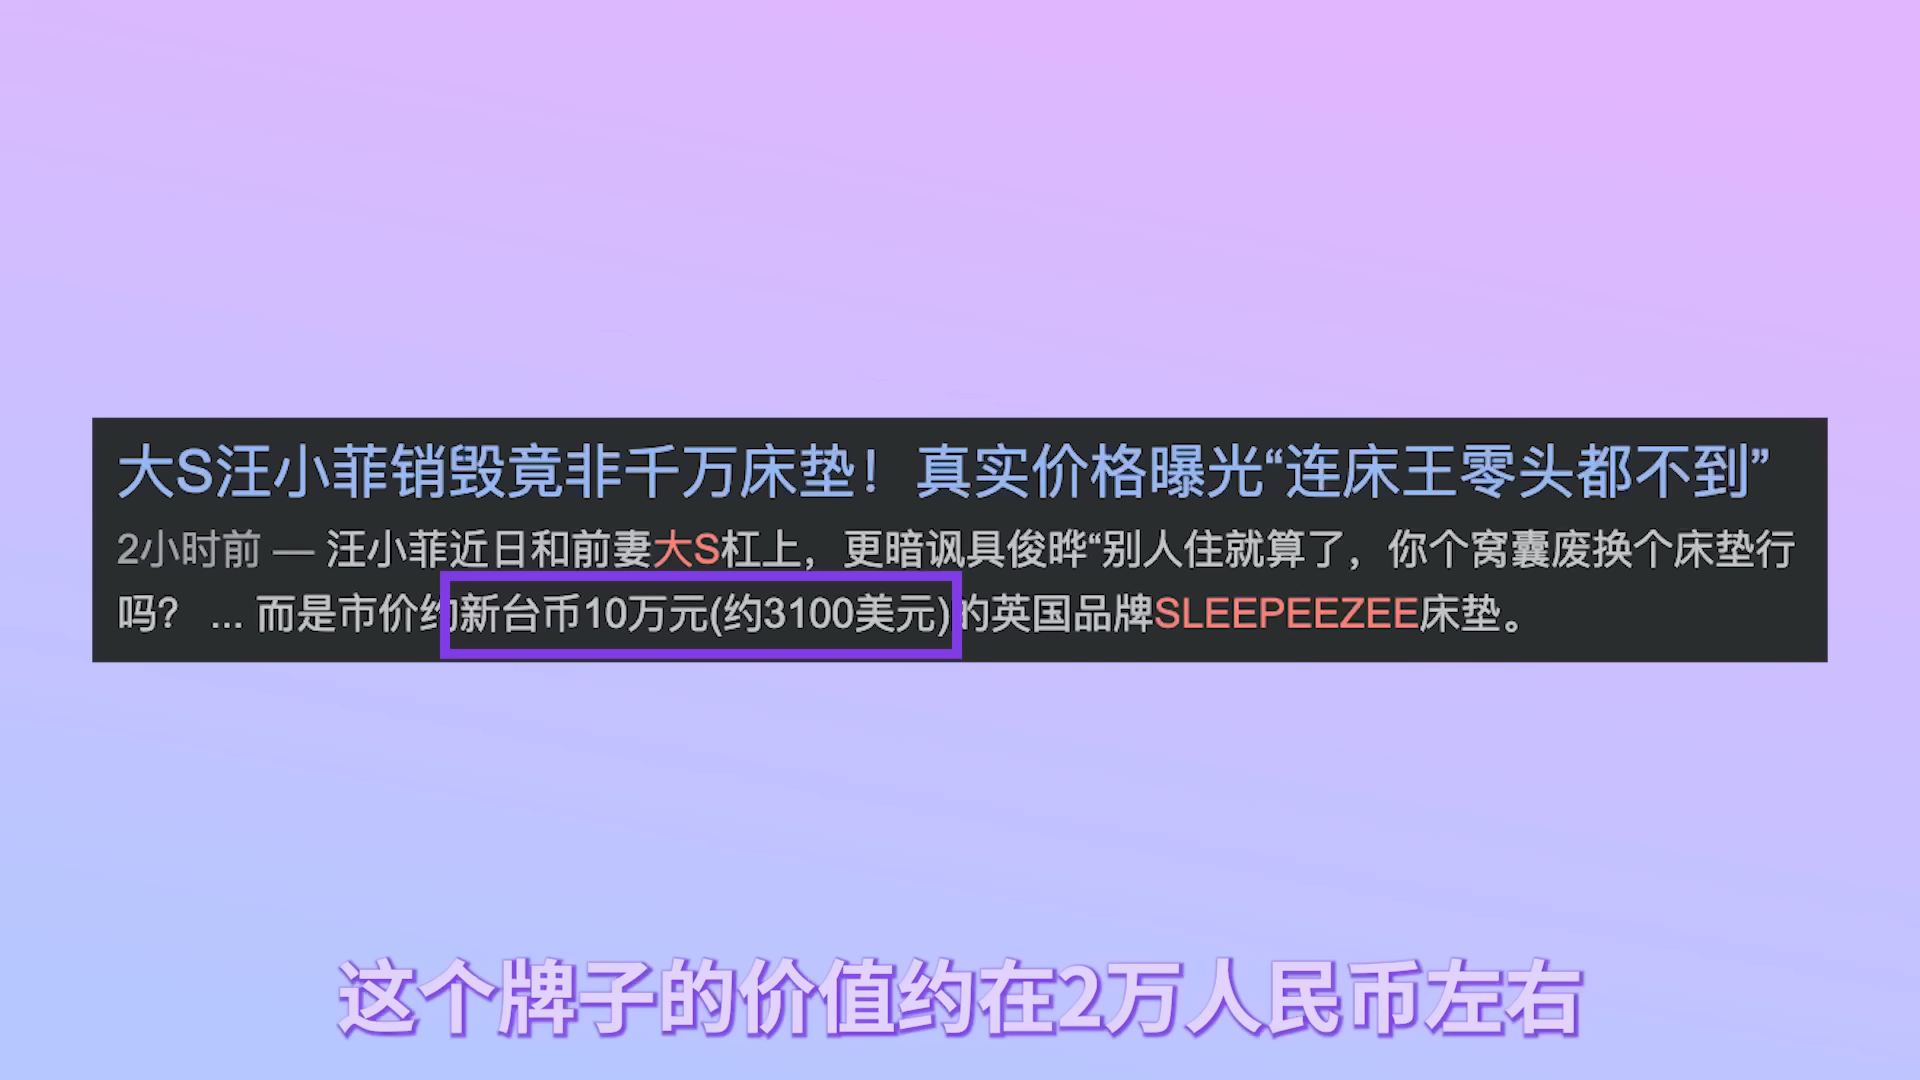 大S汪小菲销毁竟非千万床垫！真实价格曝光“连床王零头都不到”
2小时前 — 汪小菲近日和前妻大S杠上，更暗讽具俊晔“别人住就算了，你个窝囊废换个床垫行
吗？ ... 而是市价约新台币10万元(约3100美元)的英国品牌SLEEPEEZEE床垫。
这个牌子的价值约在2万人民币左右